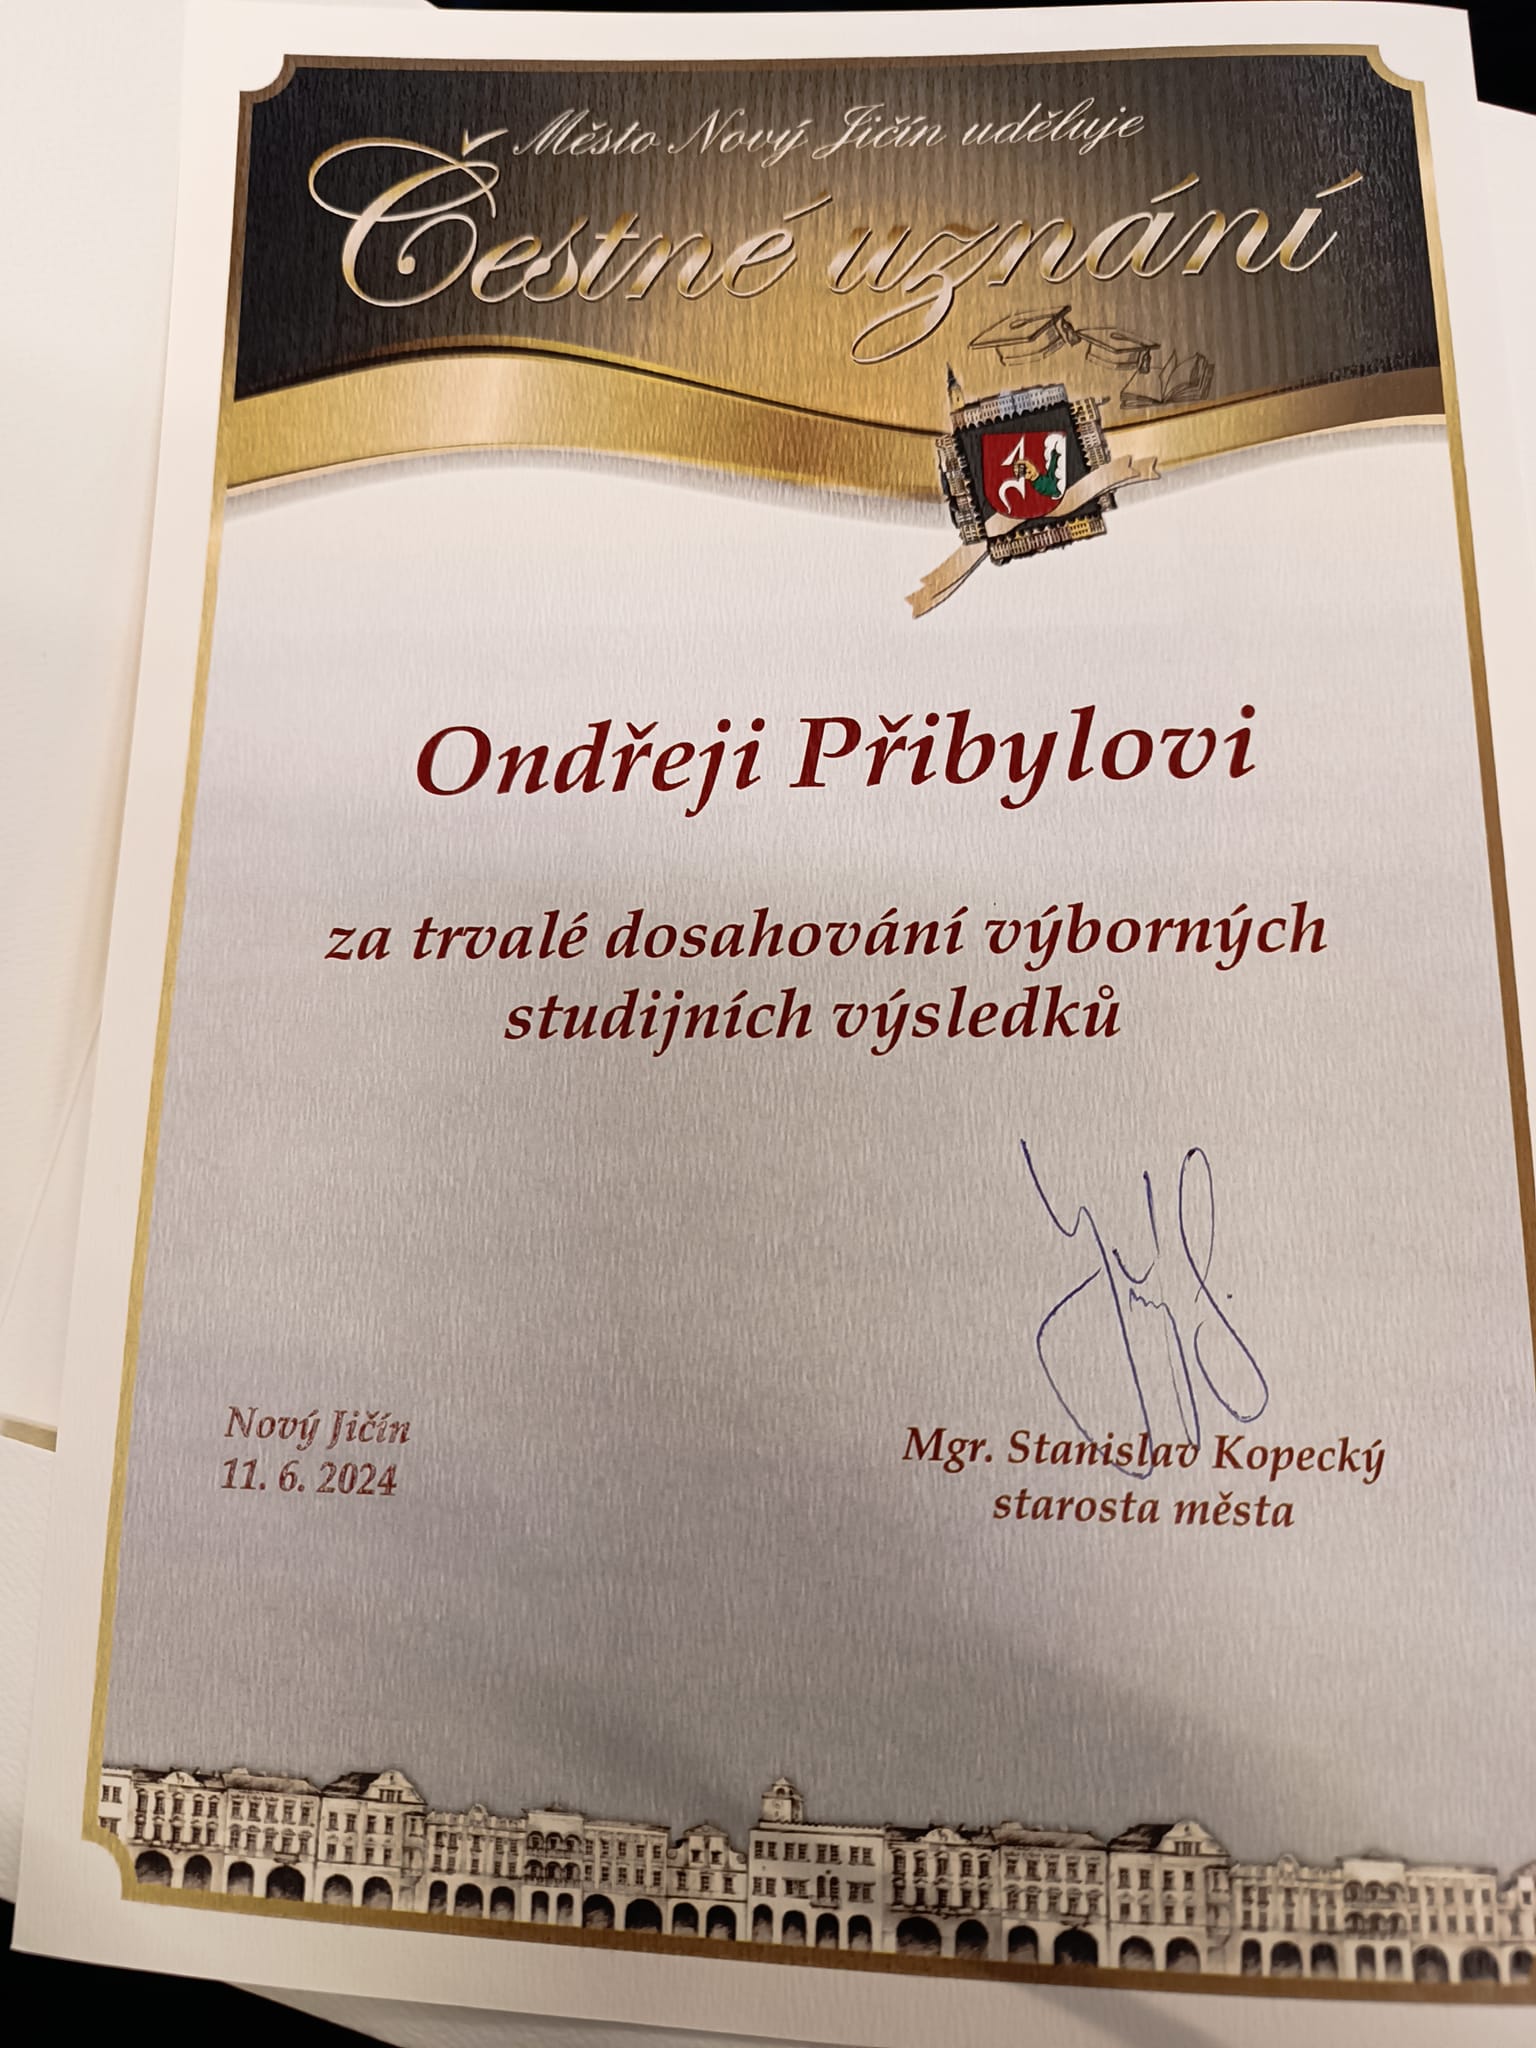 Město Nový Jičín uděluje
Čestné uznání
Ondřeji Přibylovi
za trvalé dosahování výborných
studijních výsledků
Nový Jičín
11. 6. 2024
Mgr. Stanislav Kopecký
starosta města